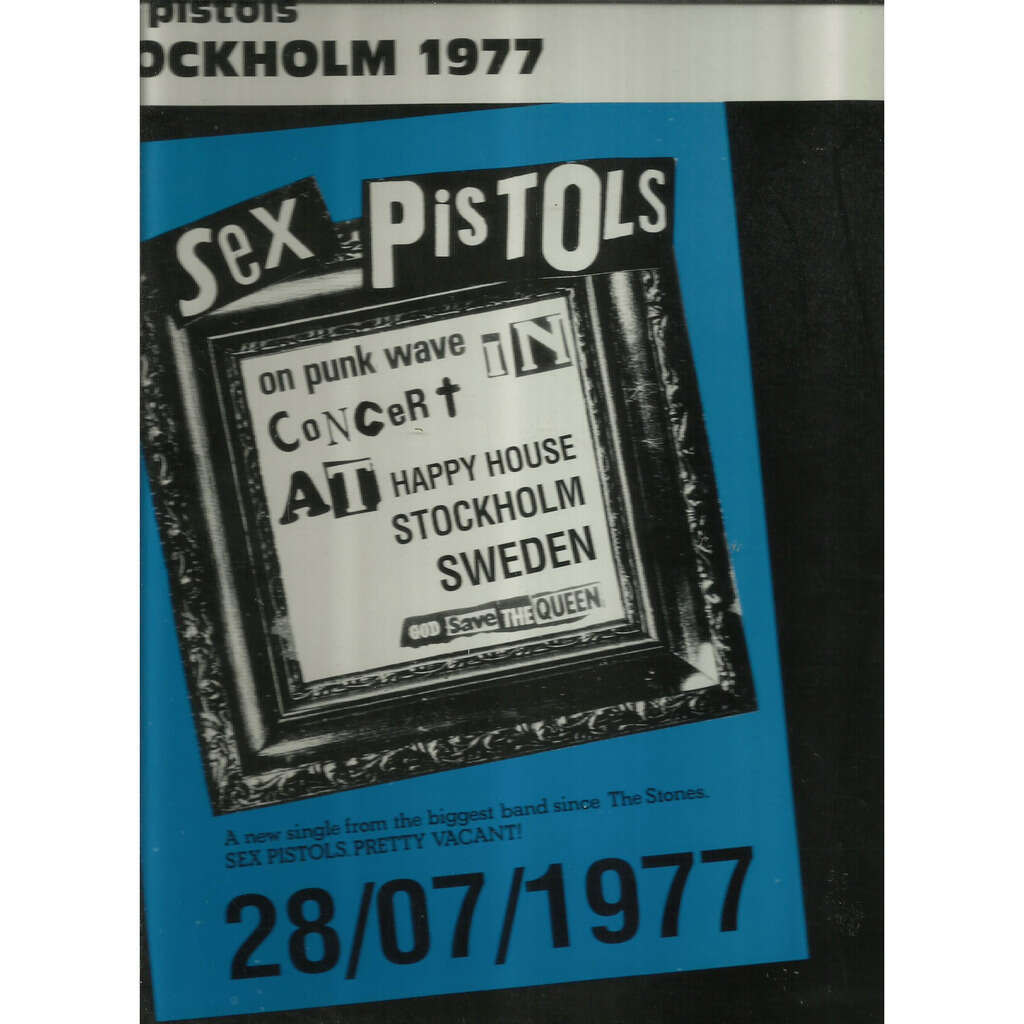 pistols
OCKHOLM 1977
SeX PiSTOLS
on punk wave IN
CoNCeRt
AT HAPPY HOUSE
STOCKHOLM
SWEDEN
GOD Save THE QUEEN
A new single from the biggest band since The Stones.
SEX PISTOLS. PRETTY VACANT!
28/07/1977